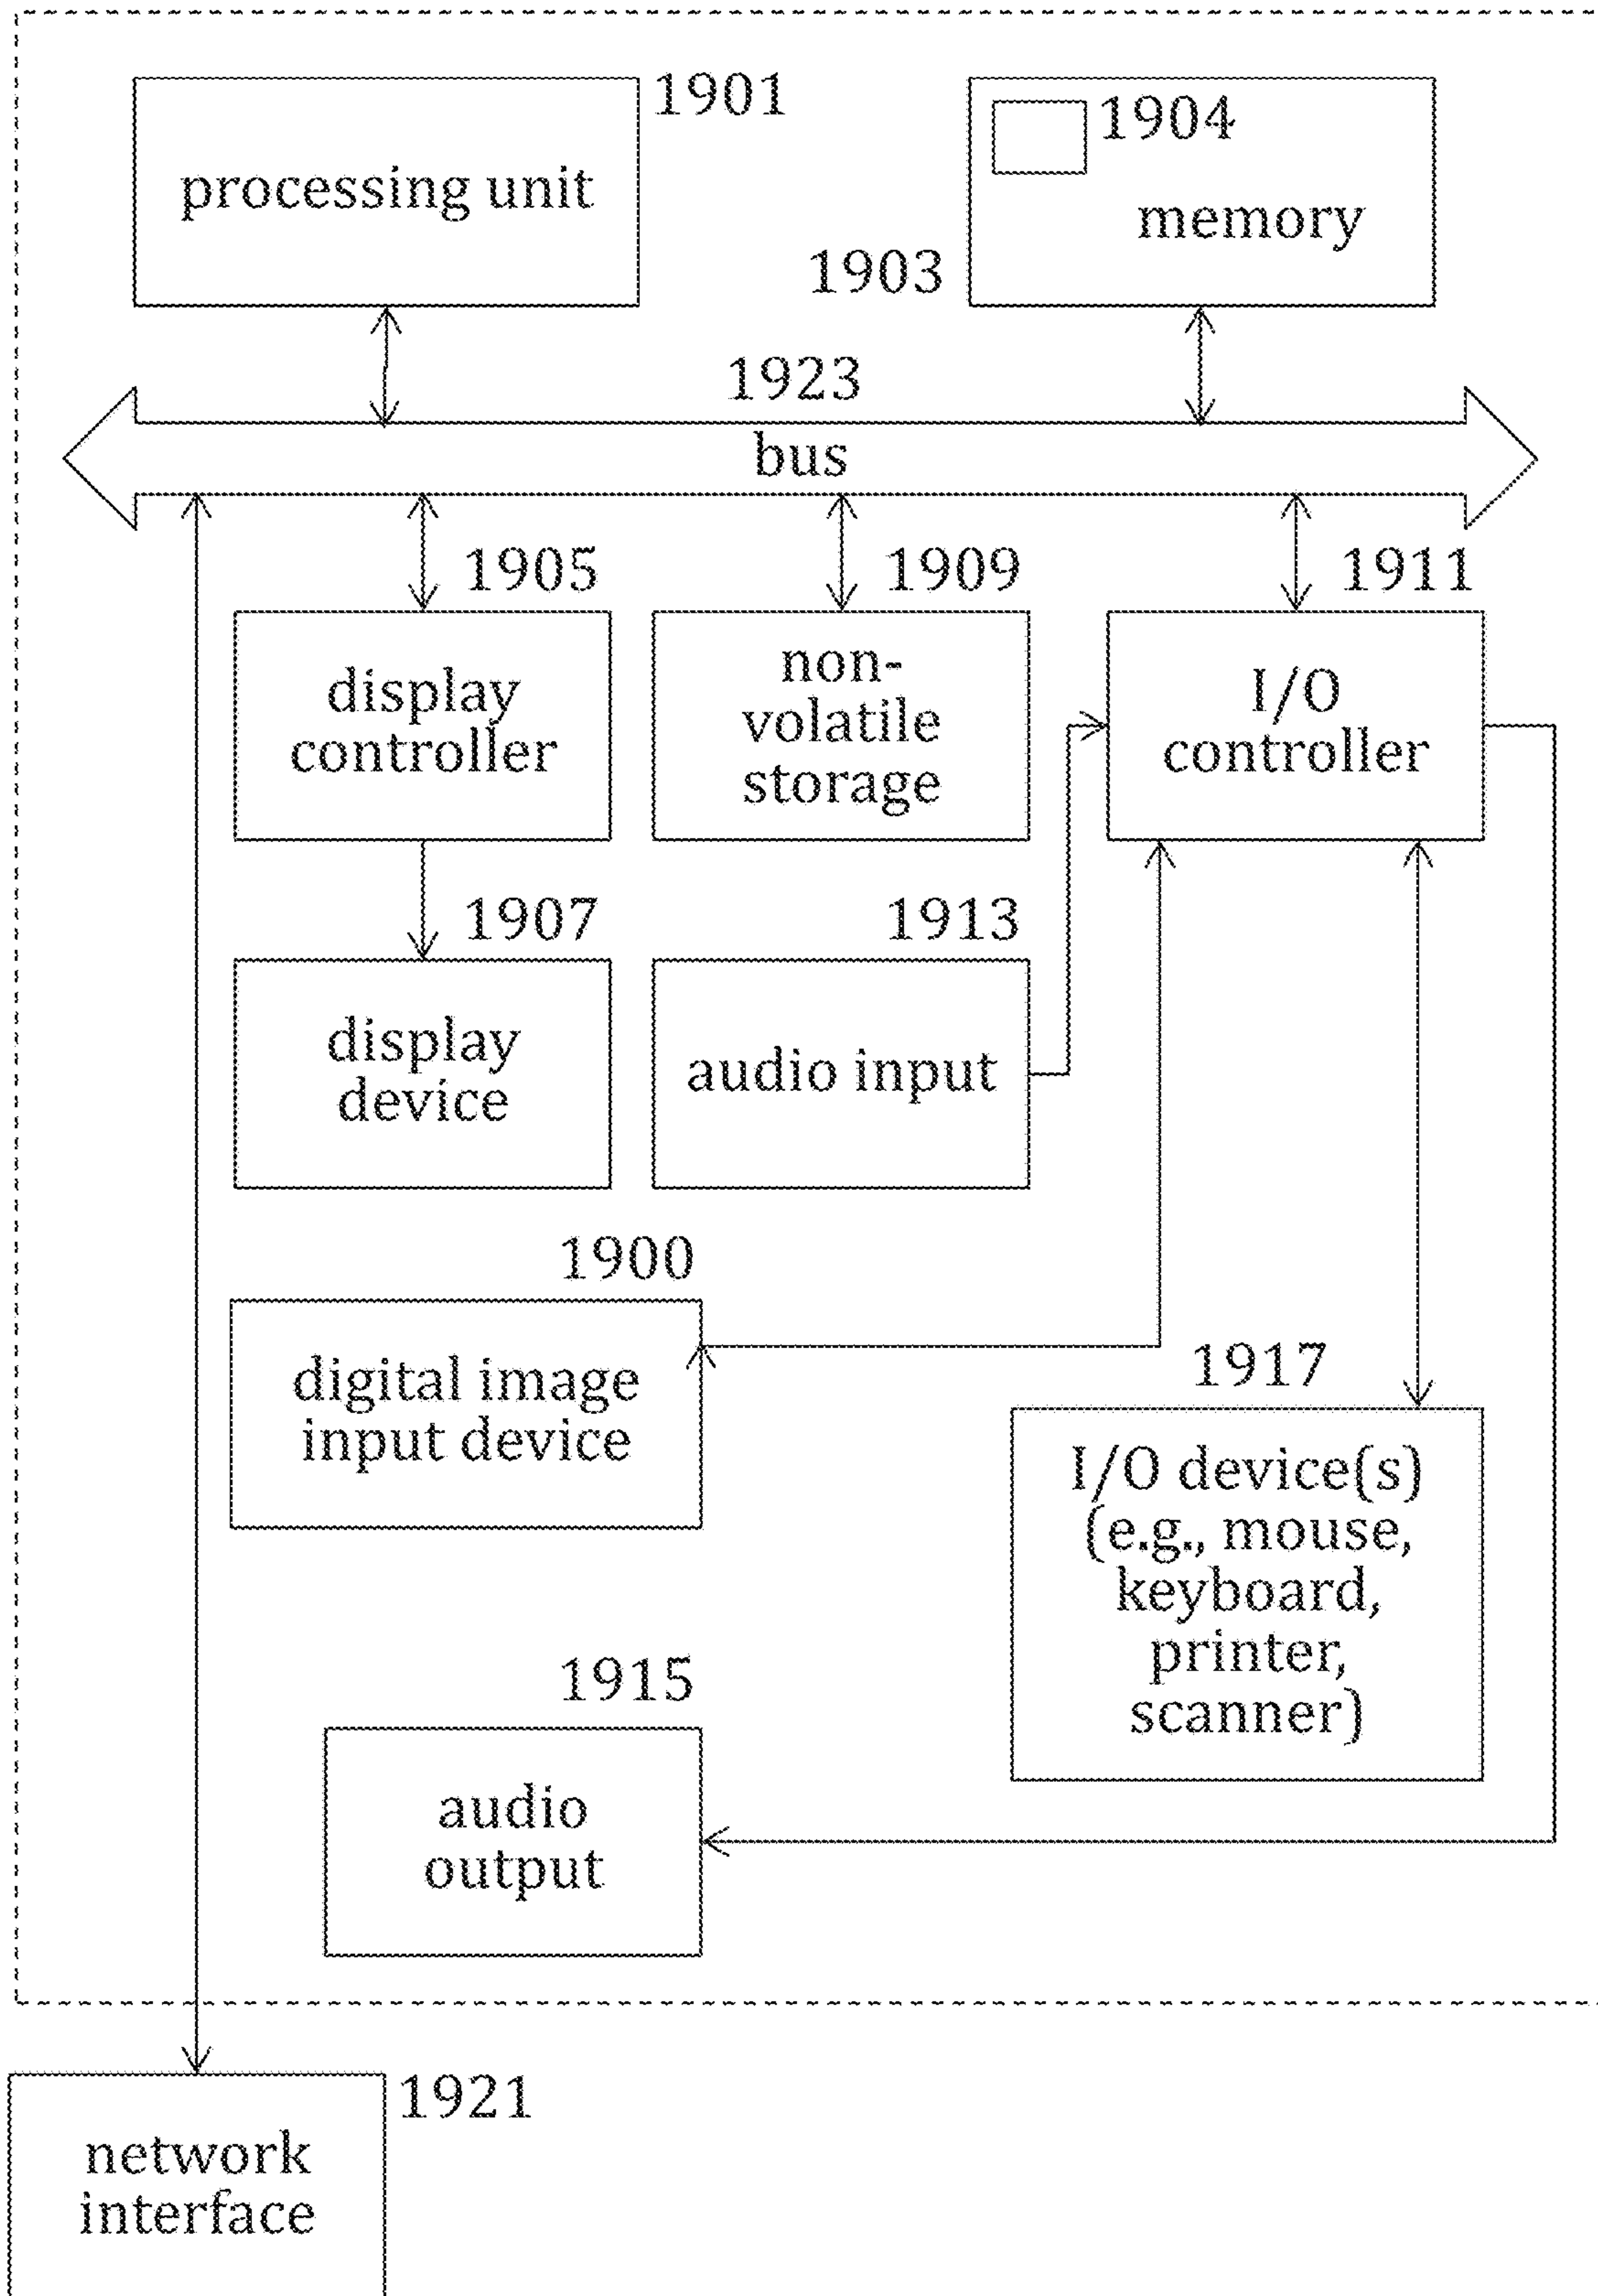 1901
processing unit
1904
memory
1903
1923
bus
1905
display
controller
1909
non-
volatile
storage
1911
I/O
controller
1907
display
device
1913
audio input
1900
digital image
input device
1917
I/O device(s)
(e.g., mouse,
keyboard,
printer,
scanner)
1915
audio
output
1921
network
interface